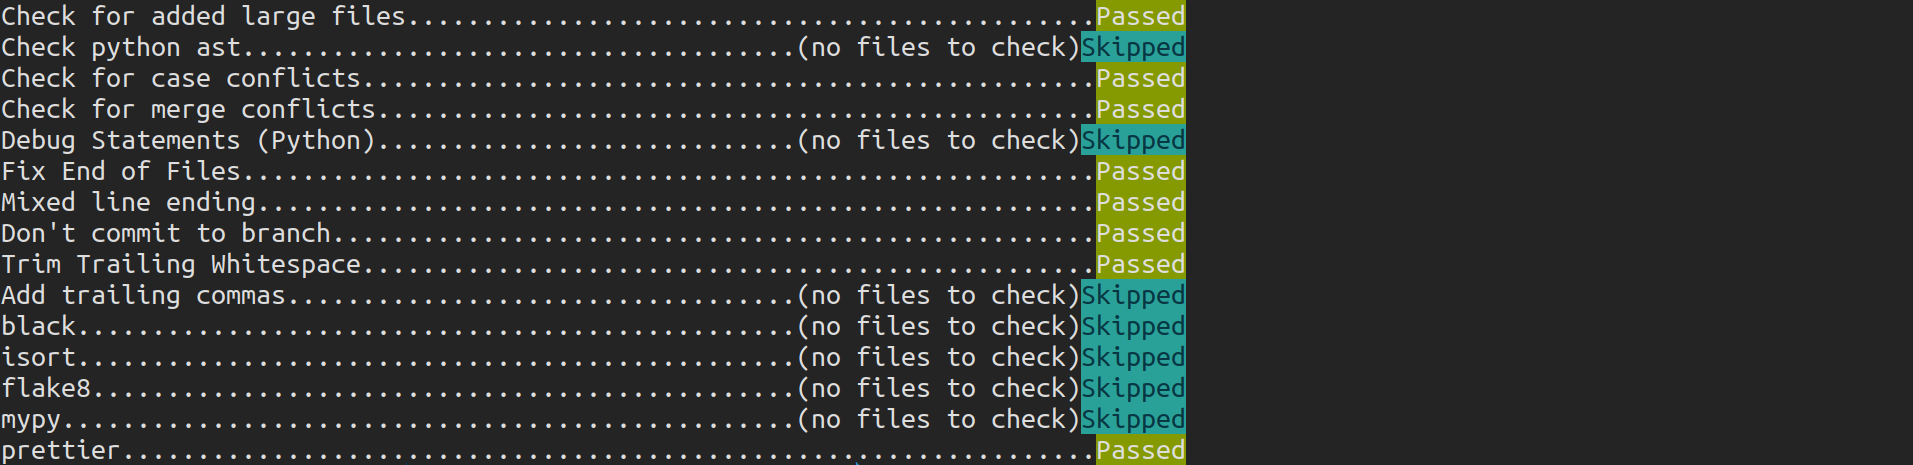 Check for added large files..............................................Passed
Check python ast.....................................(no files to check)Skipped
Check for case conflicts.................................................Passed
Check for merge conflicts................................................Passed
Debug Statements (Python)............................(no files to check)Skipped
Fix End of Files.........................................................Passed
Mixed line ending........................................................Passed
Don't commit to branch...................................................Passed
Trim Trailing Whitespace.................................................Passed
Add trailing commas..................................(no files to check)Skipped
black................................................(no files to check)Skipped
isort................................................(no files to check)Skipped
flake8...............................................(no files to check)Skipped
mypy.................................................(no files to check)Skipped
prettier.................................................................Passed